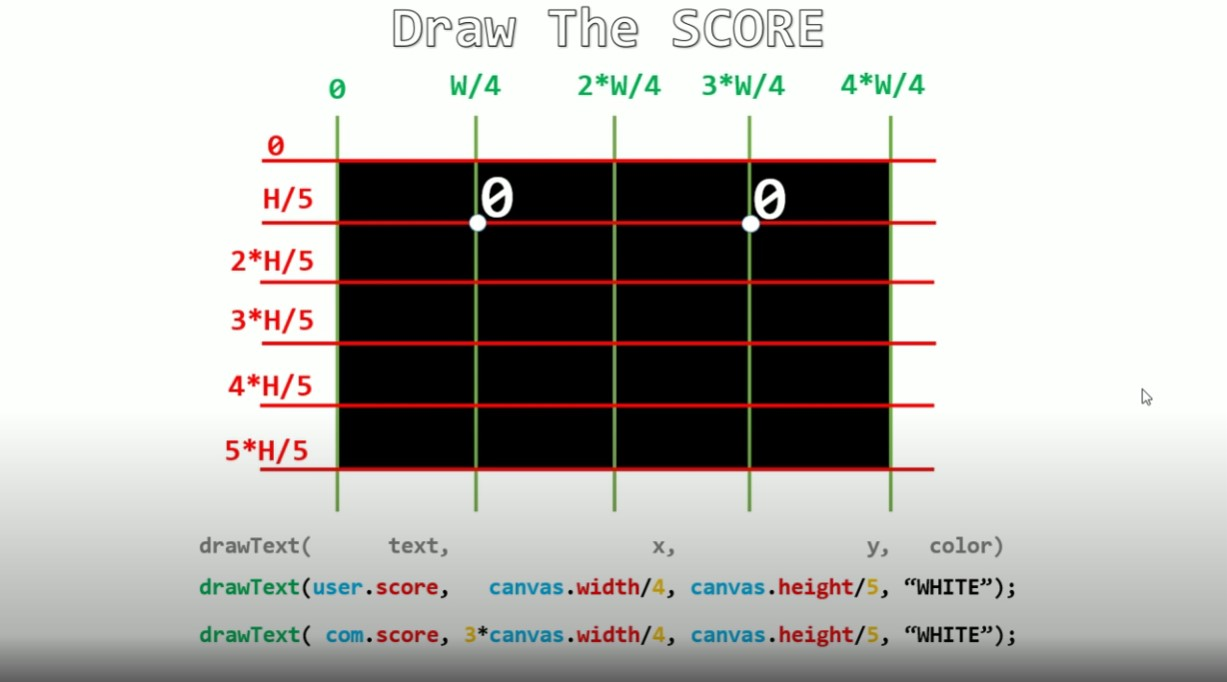 Draw The SCORE
0 W/4 2*W/4 3*W/4 4*W/4
0
H/5
0 0
2*H/5
3*H/5
4*H/5
5*H/5
drawText( text, x, y, color)
drawText(user.score, canvas.width/4, canvas.height/5, “WHITE”);
drawText( com.score, 3*canvas.width/4, canvas.height/5, “WHITE”);